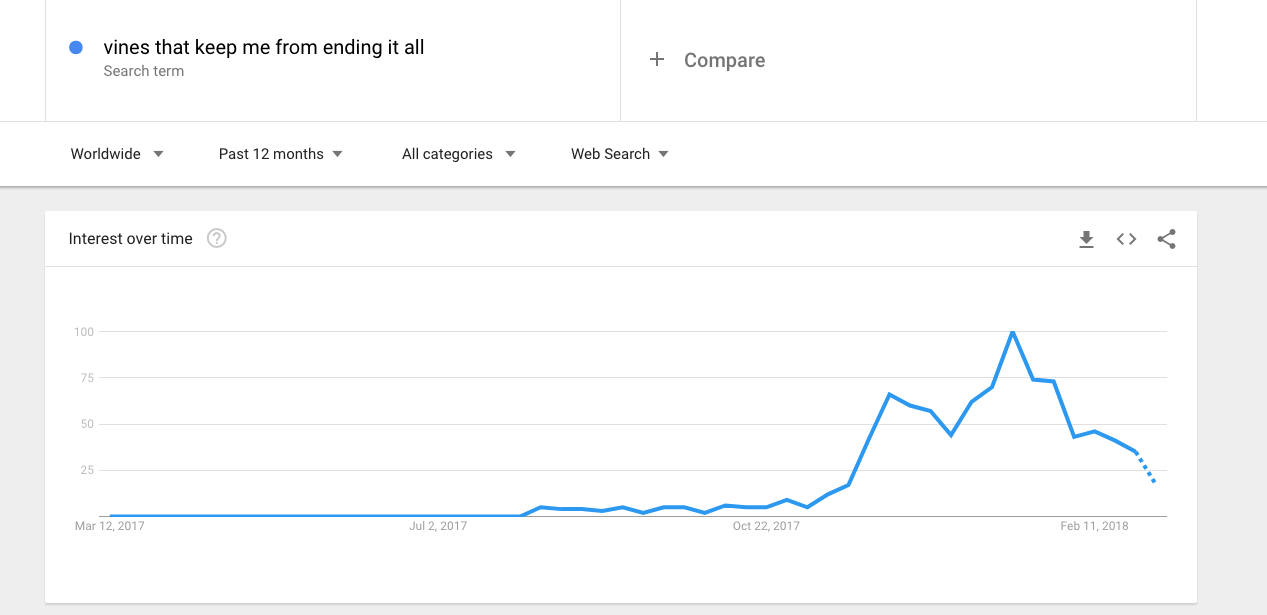 vines that keep me from ending it all
Search term
+ Compare
Worldwide Past 12 months All categories Web Search
Interest over time ?
100
75
50
25
Mar 12, 2017 Jul 2, 2017 Oct 22, 2017 Feb 11, 2018